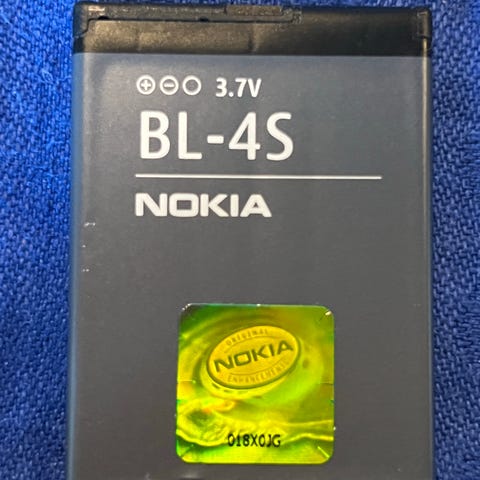 3.7V
BL-4S
NOKIA
ORIGINAL
NOKIA
ENHANCEMENTS
018X0JG